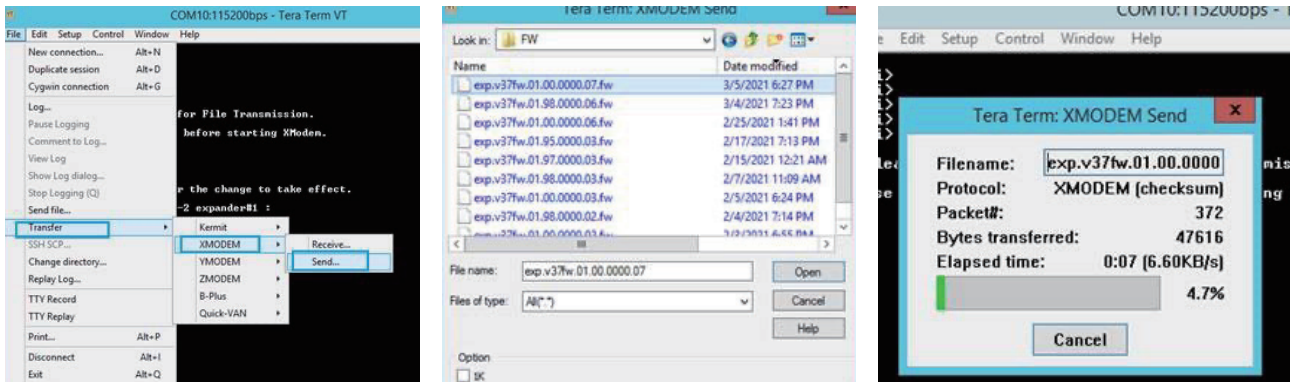 COM10:115200bps - Tera Term VT
File Edit Setup Control Window Help
New connection... Alt+N
Duplicate session Alt+D
Cygwin connection Alt+G
Log...
Pause Logging
Comment to Log...
View Log
Show Log dialog...
Stop Logging (Q)
Send file...
Transfer
SSH SCP...
Change directory...
Replay Log...
TTY Record
TTY Replay
Print... Alt+P
Disconnect Alt+I
Exit Alt+Q
for File Transmission.
before starting XModem.
r the change to take effect.
-2 expander#1 :
Kermit
XMODEM
YMODEM
ZMODEM
B-Plus
Quick-VAN
Receive...
Send...
Tera Term: XMODEM Send
Look in: FW
Name Date modified
exp.v37fw.01.00.0000.07.fw 3/5/2021 6:27 PM
exp.v37fw.01.98.0000.06.fw 3/4/2021 7:23 PM
exp.v37fw.01.00.0000.06.fw 2/25/2021 1:41 PM
exp.v37fw.01.95.0000.03.fw 2/17/2021 7:13 PM
exp.v37fw.01.97.0000.03.fw 2/15/2021 12:21 AM
exp.v37fw.01.98.0000.03.fw 2/7/2021 11:09 AM
exp.v37fw.01.00.0000.03.fw 2/5/2021 6:24 PM
exp.v37fw.01.98.0000.02.fw 2/4/2021 7:14 PM
File name: exp.v37fw.01.00.0000.07 Open
Files of type: All(*.*) Cancel
Help
Option
1K
COM10:115200bps -
Edit Setup Control Window Help
i>
i>
i>
i>
Tera Term: XMODEM Send x
Filename: exp.v37fw.01.00.0000
Protocol: XMODEM (checksum)
Packet#: 372
Bytes transferred: 47616
Elapsed time: 0:07 (6.60KB/s)
4.7%
Cancel
lea
se
mis
ng